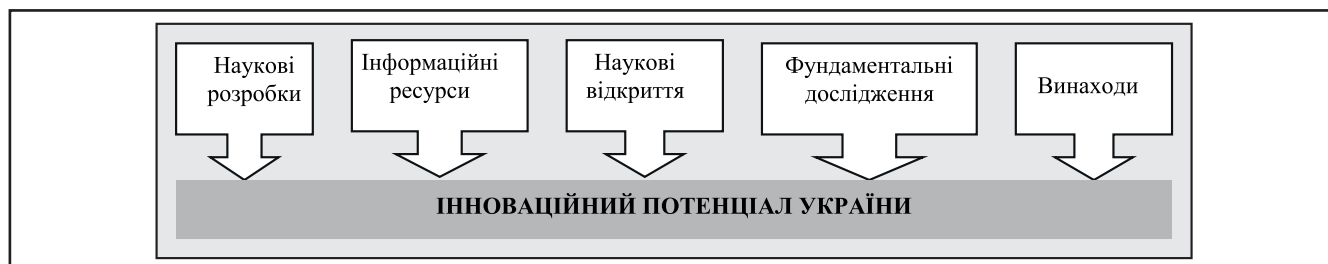 Наукові
розробки
Інформаційні
ресурси
Наукові
відкриття
Фундаментальні
дослідження
Винаходи
ІННОВАЦІЙНИЙ ПОТЕНЦІАЛ УКРАЇНИ